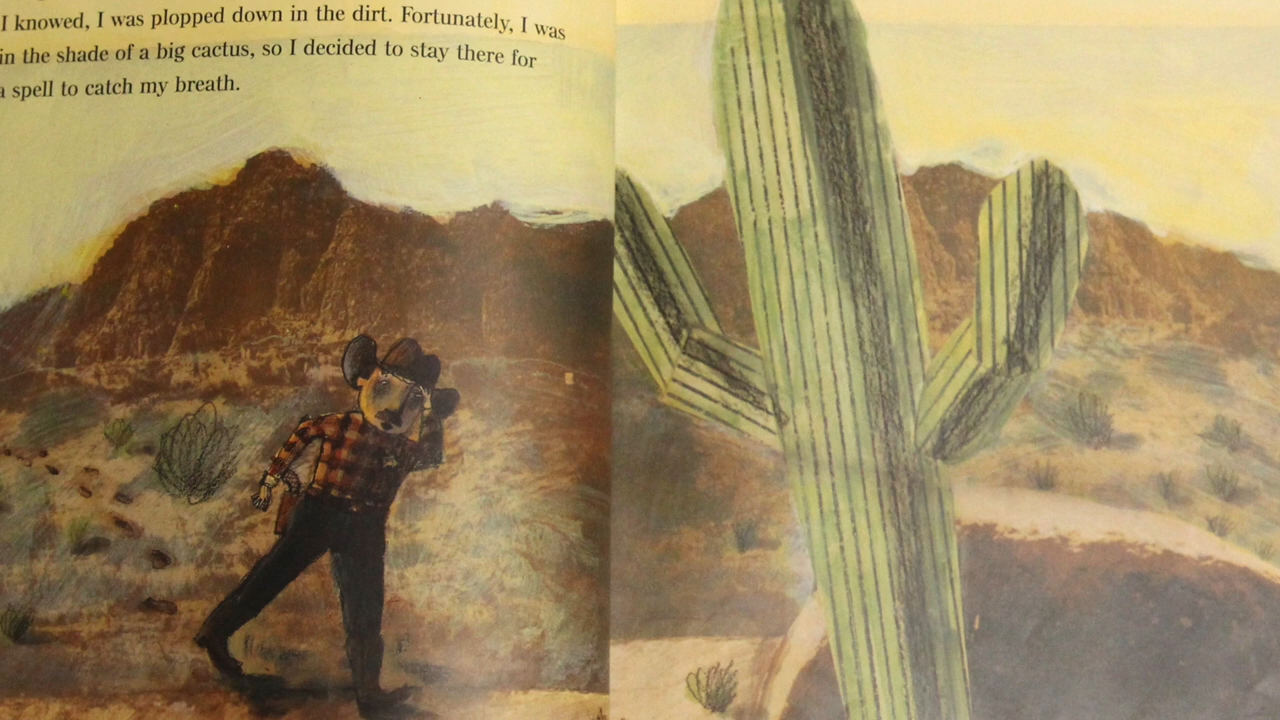 I knowed, I was plopped down in the dirt. Fortunately, I was
in the shade of a big cactus, so I decided to stay there for
a spell to catch my breath.